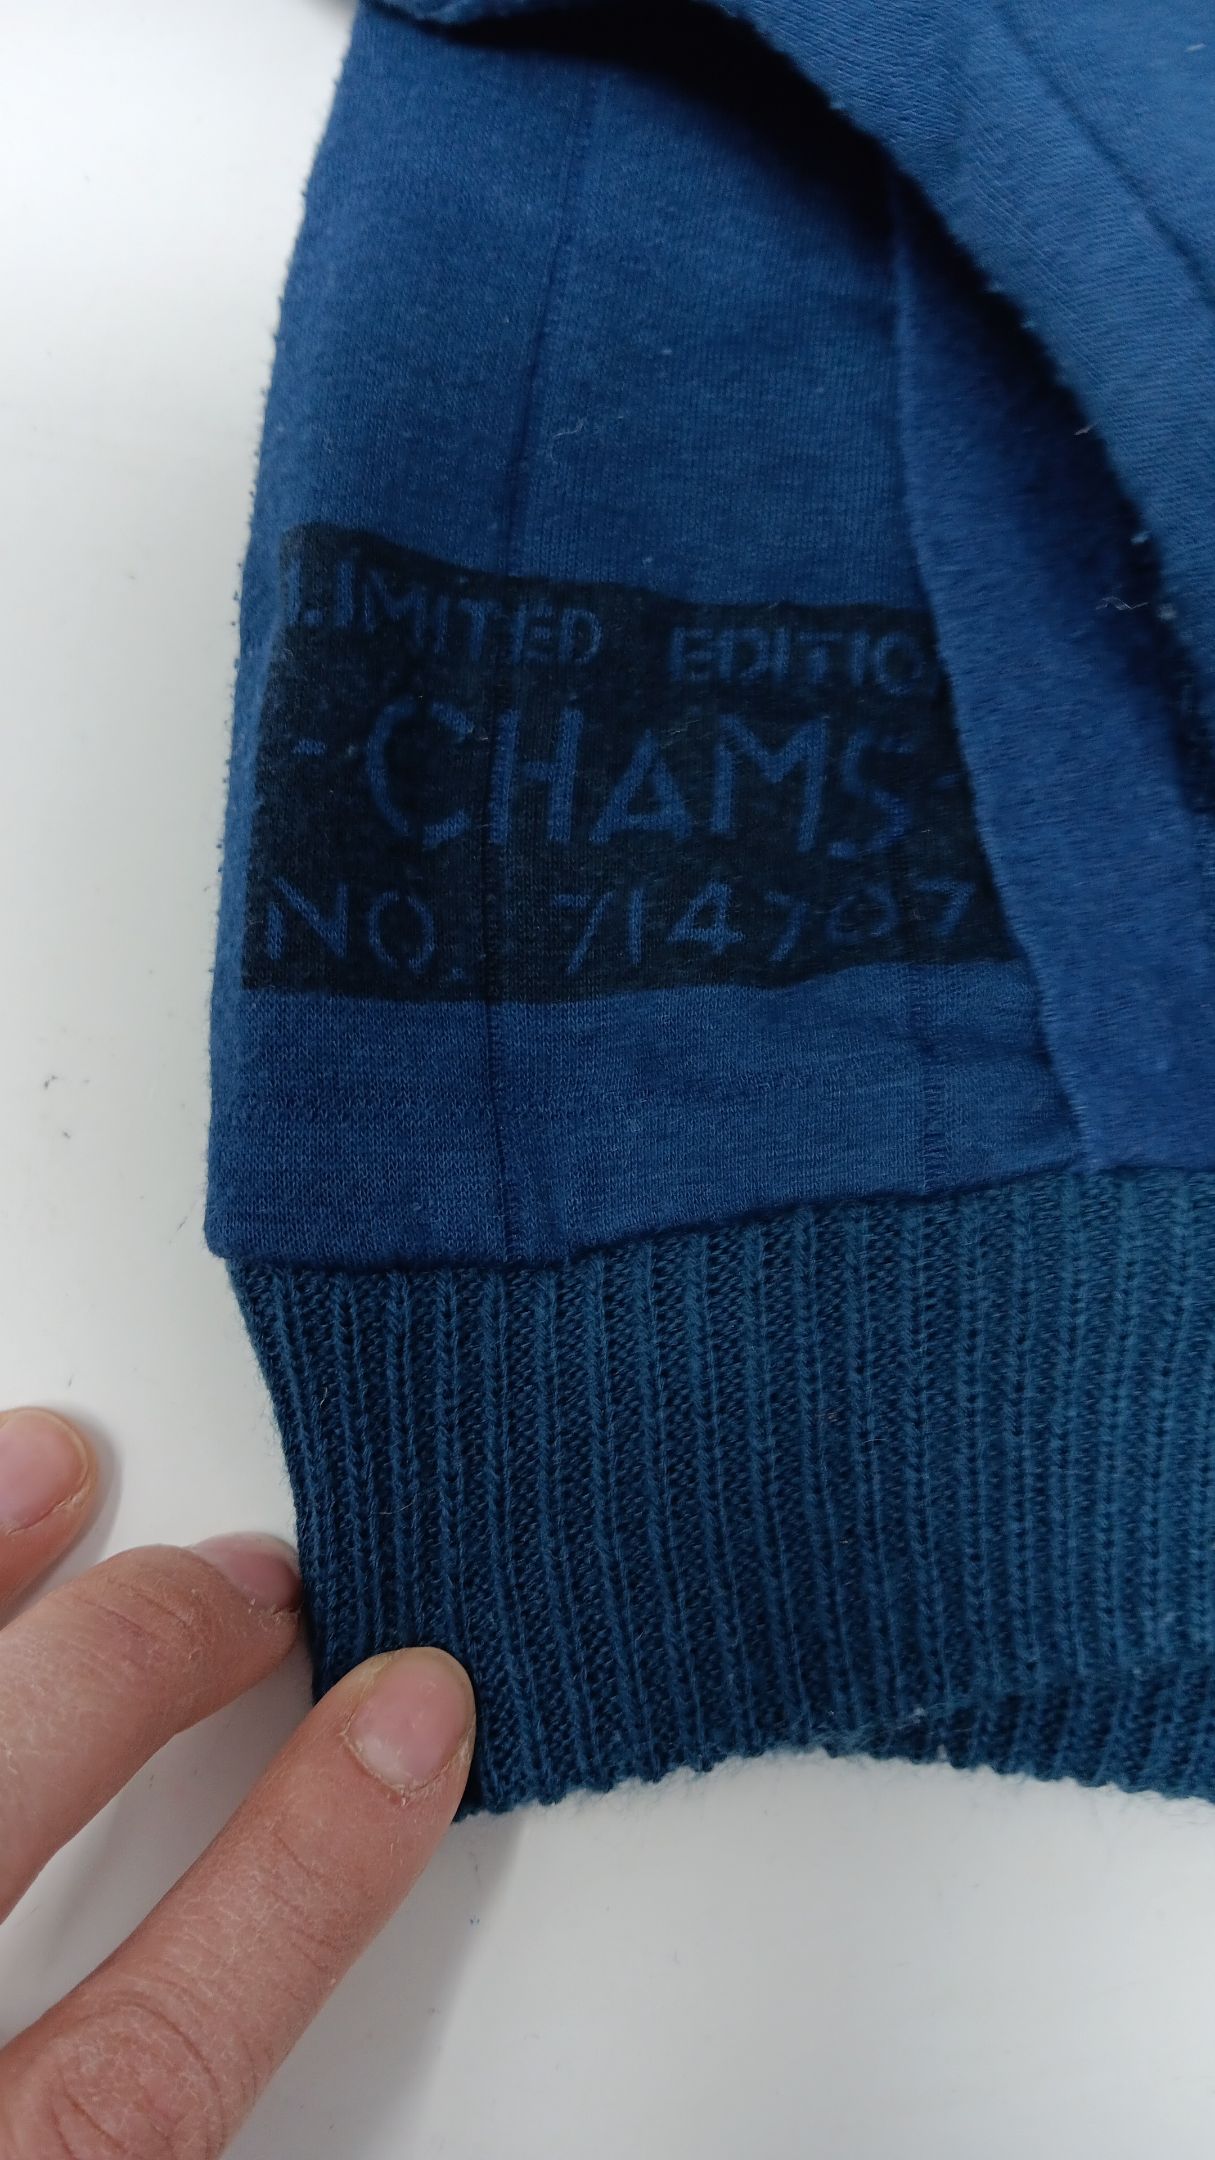 LIMITED EDITIO
-CHAMS-
NO. 714707